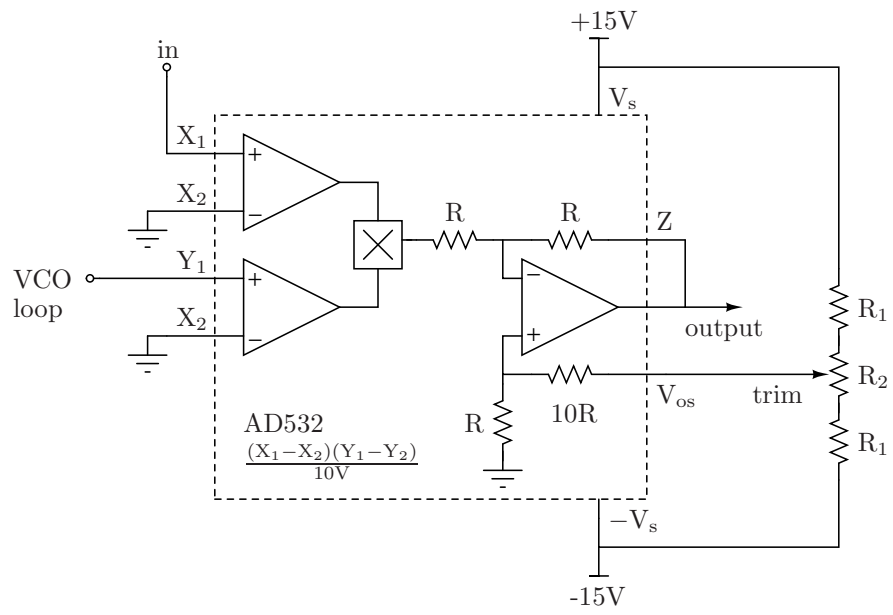 +15V
in
Vₛ
X₁
+
X₂
−
R
R
Z
VCO
loop
Y₁
+
X₂
−
−
+
output
R₁
R₂
R₁
Vₒₛ
trim
10R
R
AD532
(X₁−X₂)(Y₁−Y₂)
10V
−Vₛ
-15V